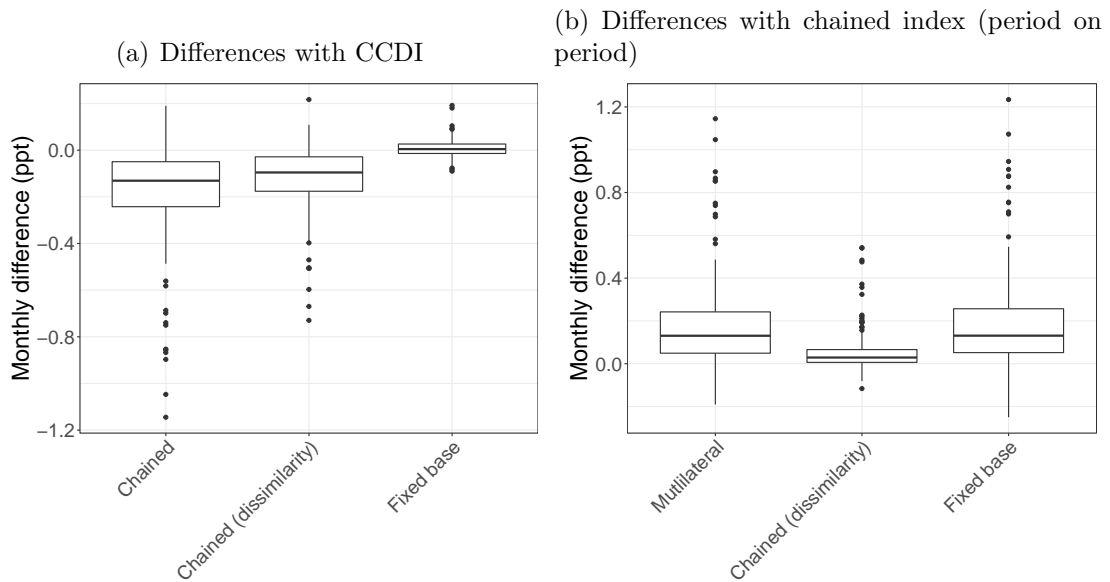 (a) Differences with CCDI
Monthly difference (ppt)
0.0
−0.4
−0.8
−1.2
Chained
Chained (dissimilarity)
Fixed base
(b) Differences with chained index (period on
period)
Monthly difference (ppt)
1.2
0.8
0.4
0.0
Mutlilateral
Chained (dissimilarity)
Fixed base